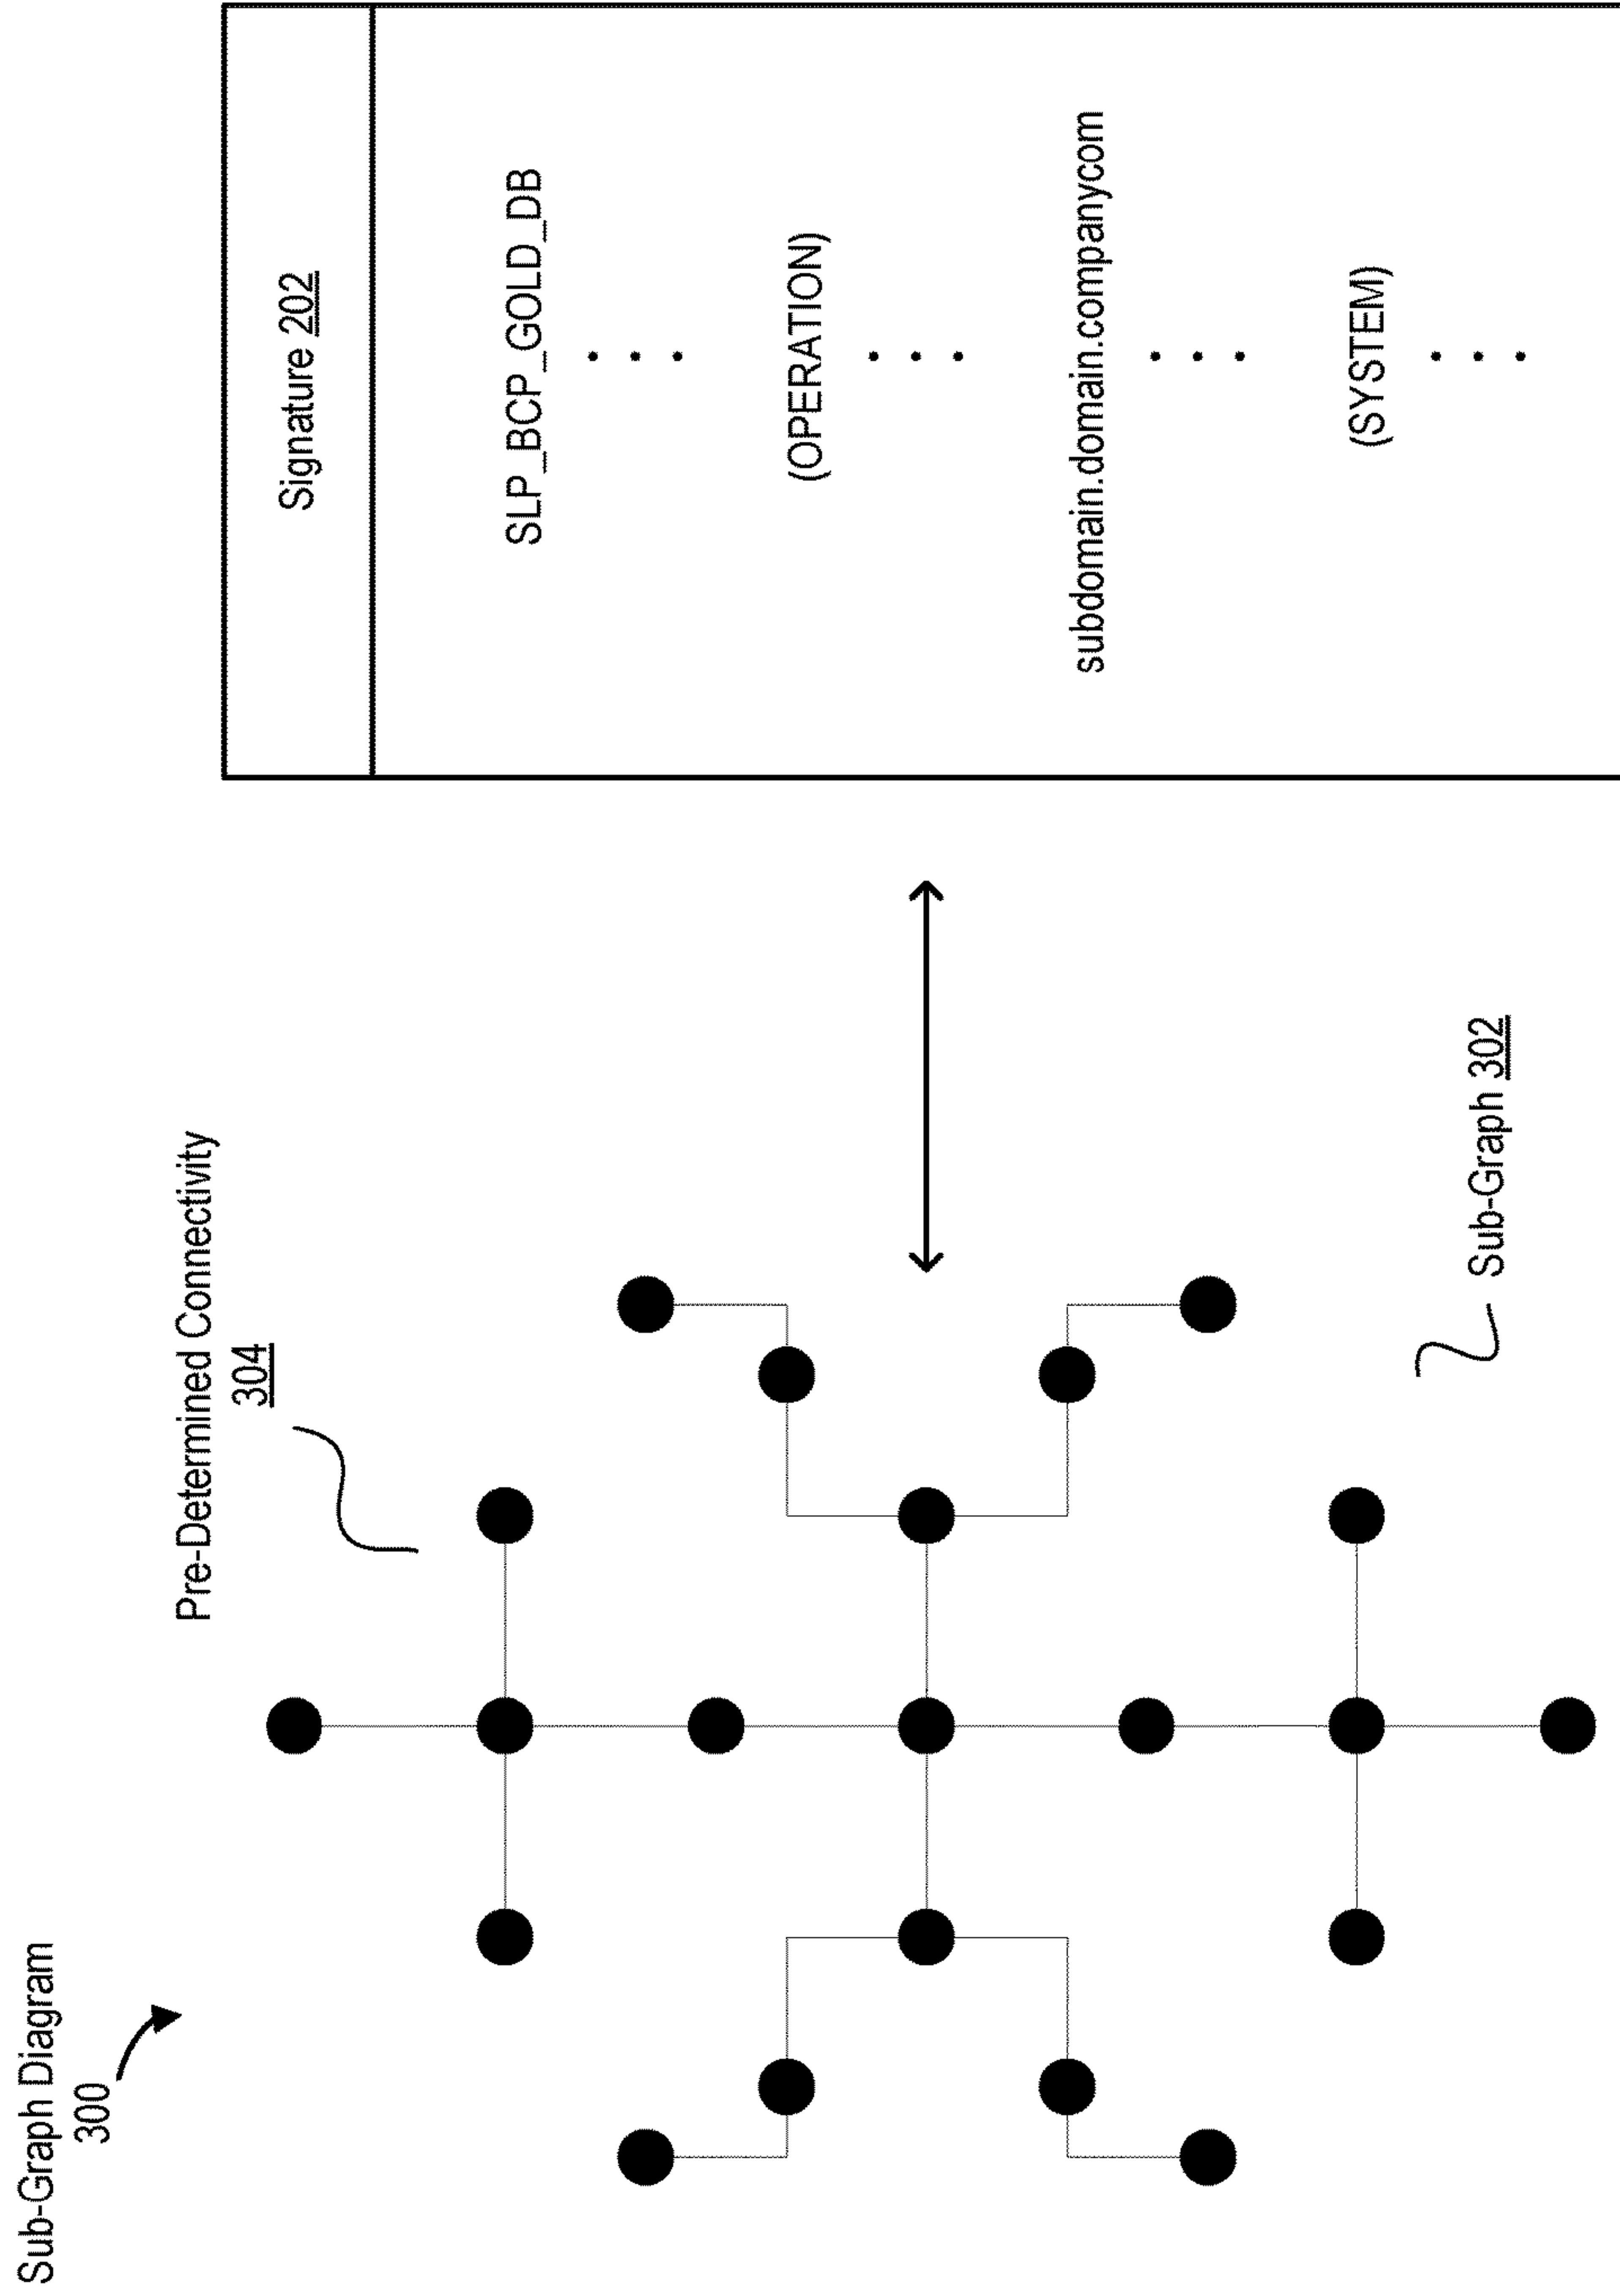 Sub-Graph Diagram
300
Pre-Determined Connectivity
304
Sub-Graph 302
Signature 202
SLP_BCP_GOLD_DB
(OPERATION)
subdomain.domain.companycom
(SYSTEM)